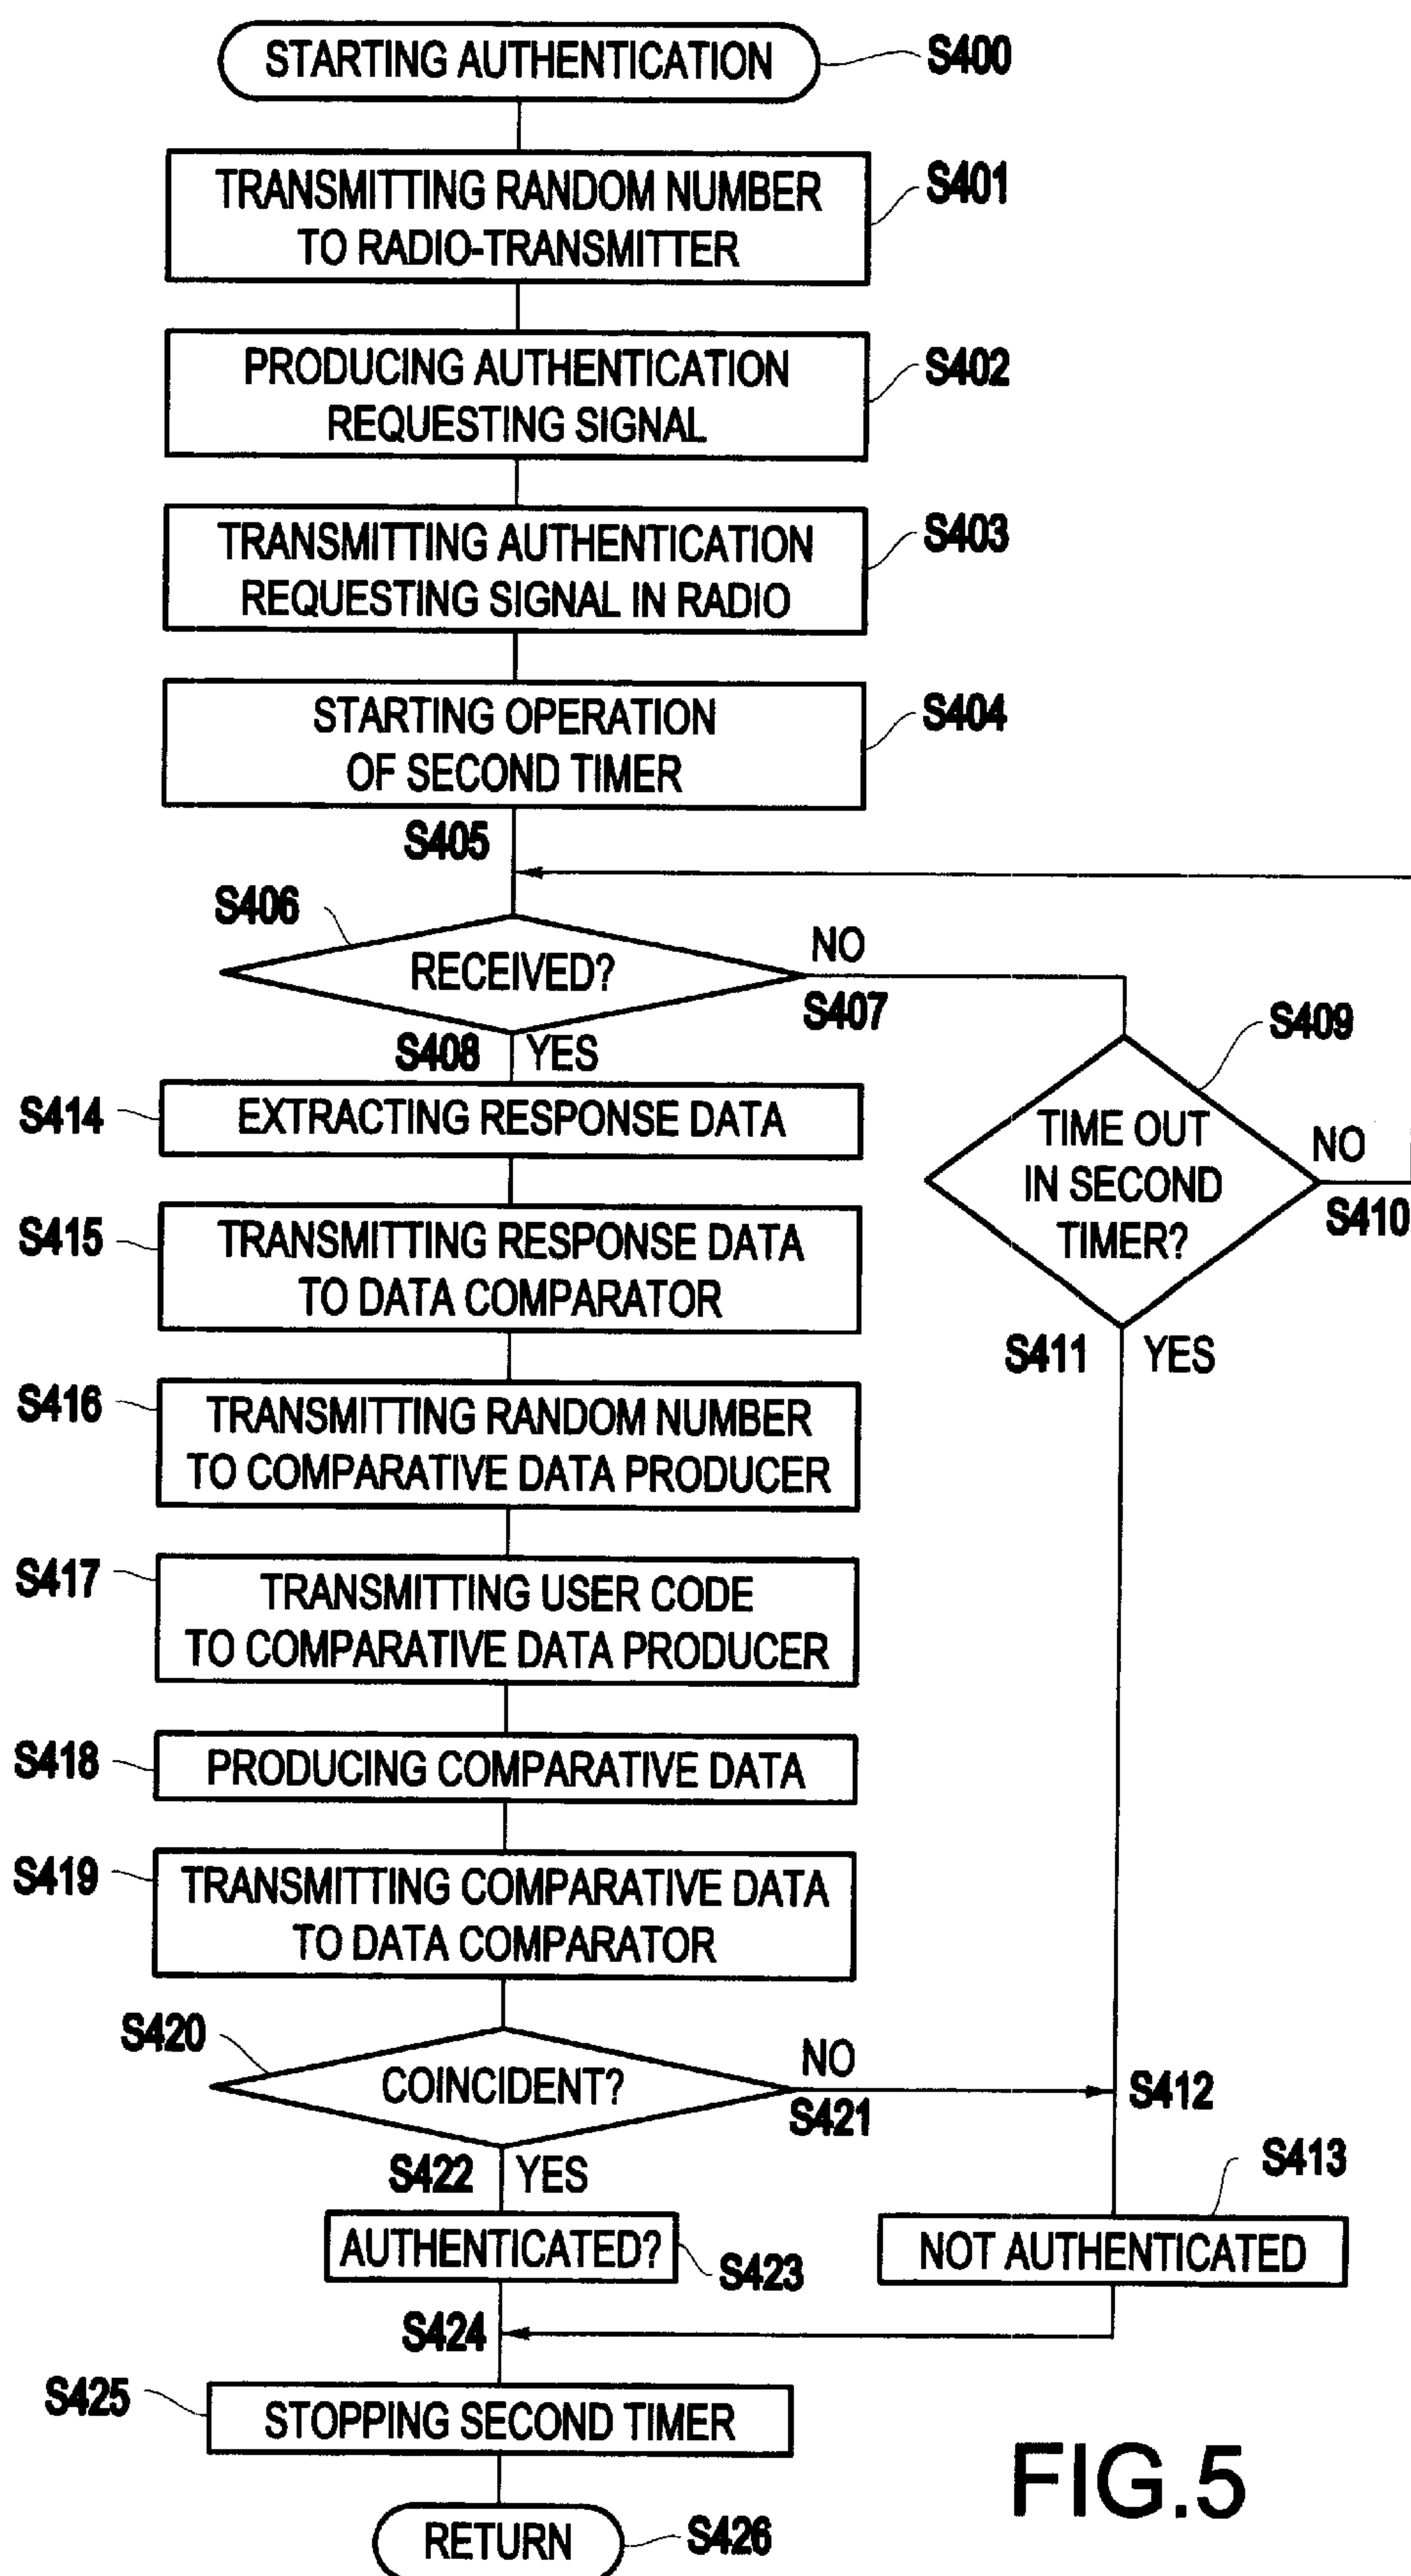 STARTING AUTHENTICATION
S400
TRANSMITTING RANDOM NUMBER
TO RADIO-TRANSMITTER
S401
PRODUCING AUTHENTICATION
REQUESTING SIGNAL
S402
TRANSMITTING AUTHENTICATION
REQUESTING SIGNAL IN RADIO
S403
STARTING OPERATION
OF SECOND TIMER
S404
S405
S406
RECEIVED?
NO
S407
S408
YES
S409
TIME OUT
IN SECOND
TIMER?
NO
S410
S411
YES
S414
EXTRACTING RESPONSE DATA
S415
TRANSMITTING RESPONSE DATA
TO DATA COMPARATOR
S416
TRANSMITTING RANDOM NUMBER
TO COMPARATIVE DATA PRODUCER
S417
TRANSMITTING USER CODE
TO COMPARATIVE DATA PRODUCER
S418
PRODUCING COMPARATIVE DATA
S419
TRANSMITTING COMPARATIVE DATA
TO DATA COMPARATOR
S420
COINCIDENT?
NO
S421
S412
S422
YES
S413
AUTHENTICATED?
S423
NOT AUTHENTICATED
S424
S425
STOPPING SECOND TIMER
RETURN
S426
FIG.5